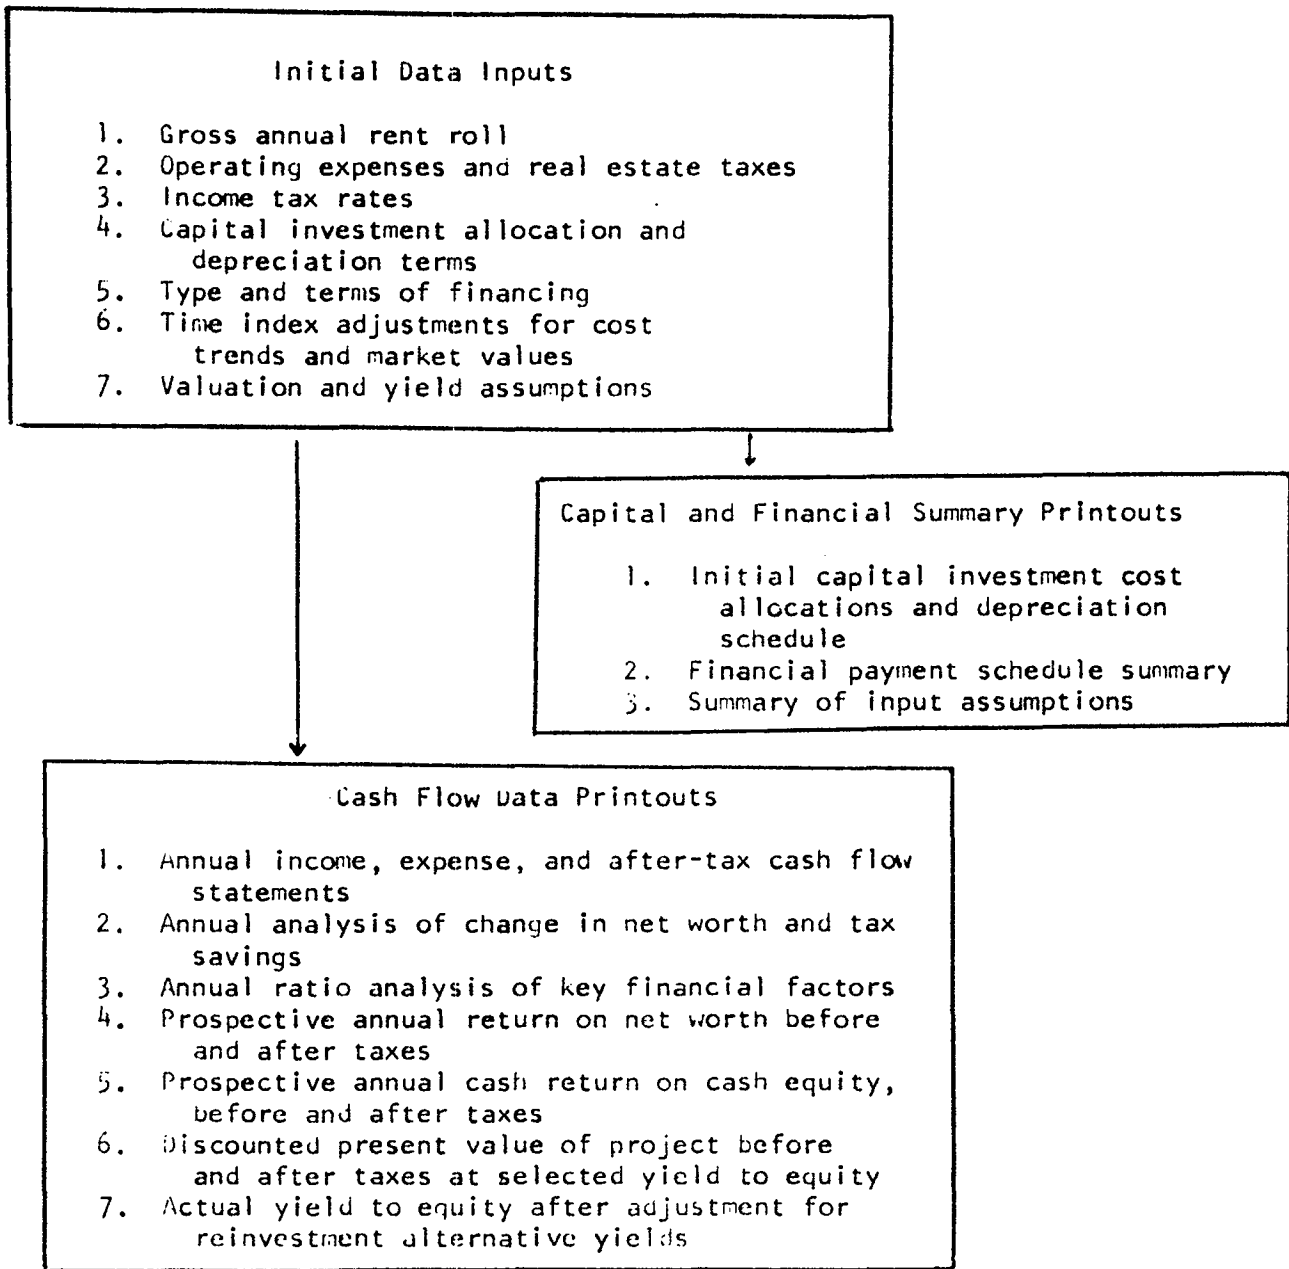 Initial Data Inputs
1. Gross annual rent roll
2. Operating expenses and real estate taxes
3. Income tax rates
4. Capital investment allocation and
depreciation terms
5. Type and terms of financing
6. Time index adjustments for cost
trends and market values
7. Valuation and yield assumptions
Capital and Financial Summary Printouts
1. Initial capital investment cost
allocations and depreciation
schedule
2. Financial payment schedule summary
3. Summary of input assumptions
Cash Flow Data Printouts
1. Annual income, expense, and after-tax cash flow
statements
2. Annual analysis of change in net worth and tax
savings
3. Annual ratio analysis of key financial factors
4. Prospective annual return on net worth before
and after taxes
5. Prospective annual cash return on cash equity,
before and after taxes
6. Discounted present value of project before
and after taxes at selected yield to equity
7. Actual yield to equity after adjustment for
reinvestment alternative yields